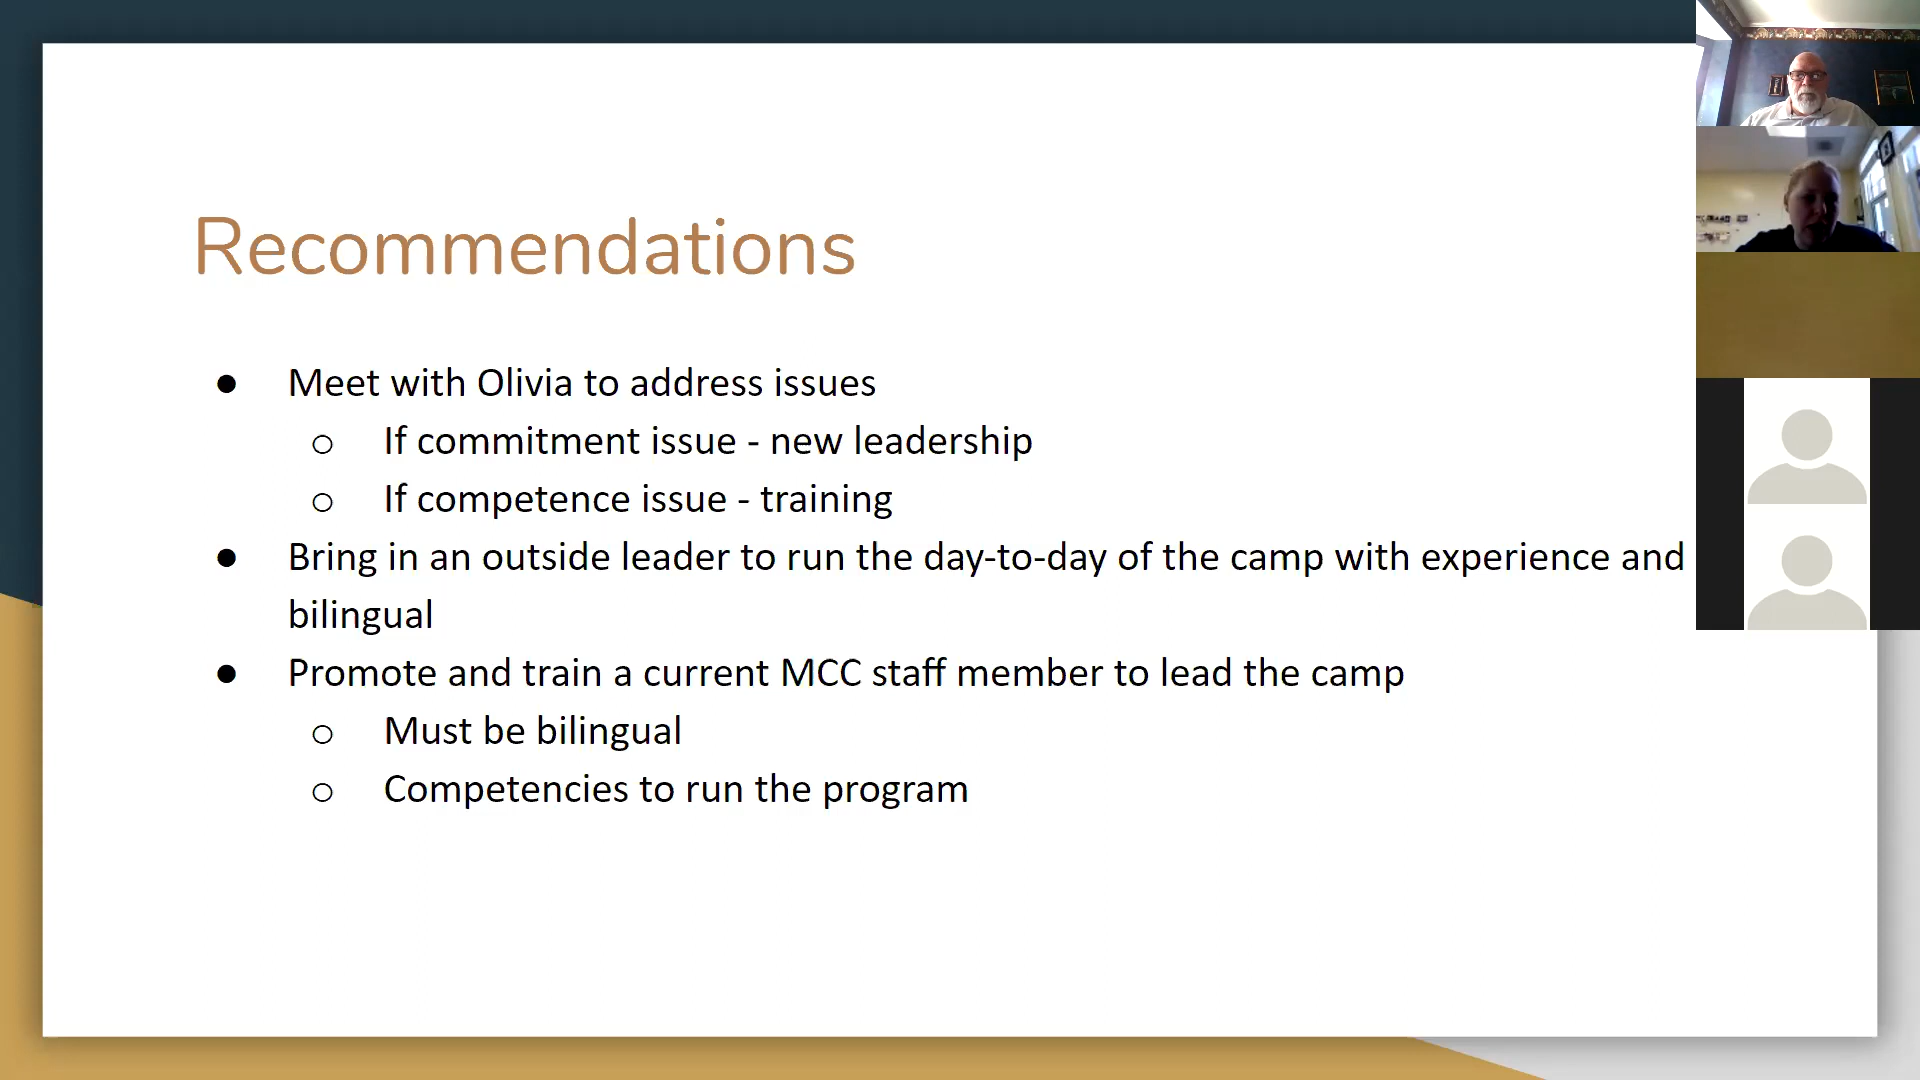 Recommendations
● Meet with Olivia to address issues
○ If commitment issue - new leadership
○ If competence issue - training
● Bring in an outside leader to run the day-to-day of the camp with experience and
bilingual
● Promote and train a current MCC staff member to lead the camp
○ Must be bilingual
○ Competencies to run the program